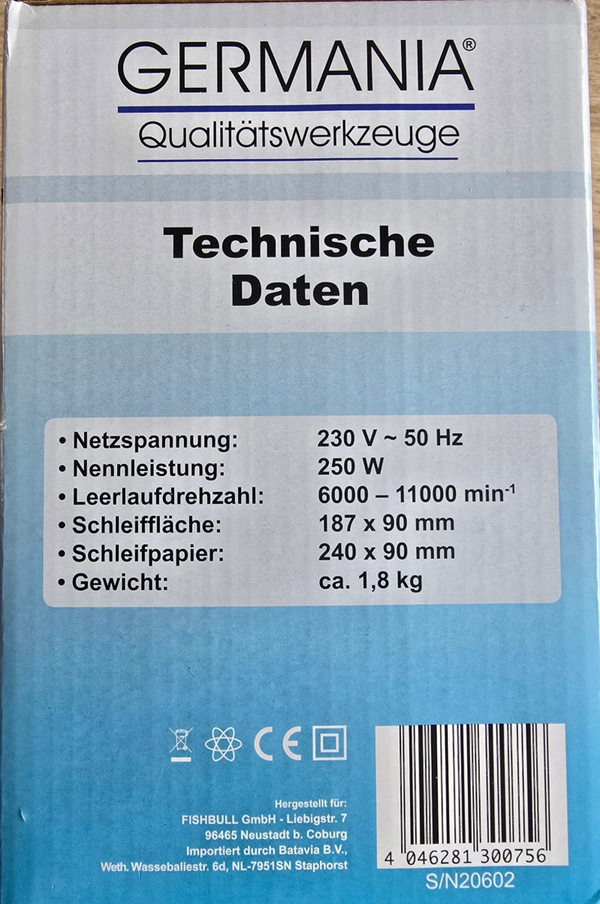 GERMANIA®
Qualitätswerkzeuge
Technische
Daten
• Netzspannung: 230 V ~ 50 Hz
• Nennleistung: 250 W
• Leerlaufdrehzahl: 6000 – 11000 min⁻¹
• Schleiffläche: 187 x 90 mm
• Schleifpapier: 240 x 90 mm
• Gewicht: ca. 1,8 kg
CE
Hergestellt für:
FISHBULL GmbH - Liebigstr. 7
96465 Neustadt b. Coburg
Importiert durch Batavia B.V.,
Weth. Wassebaliestr. 6d, NL-7951SN Staphorst
4 046281 300756
S/N20602